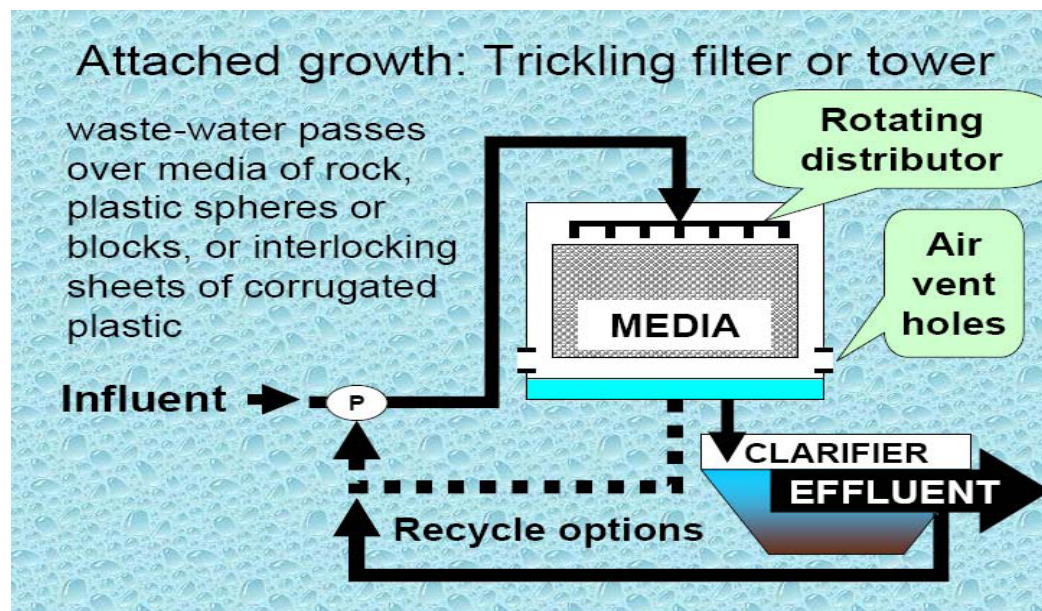 Attached growth: Trickling filter or tower
waste-water passes
over media of rock,
plastic spheres or
blocks, or interlocking
sheets of corrugated
plastic
Rotating
distributor
Air
vent
holes
MEDIA
Influent
P
CLARIFIER
EFFLUENT
Recycle options